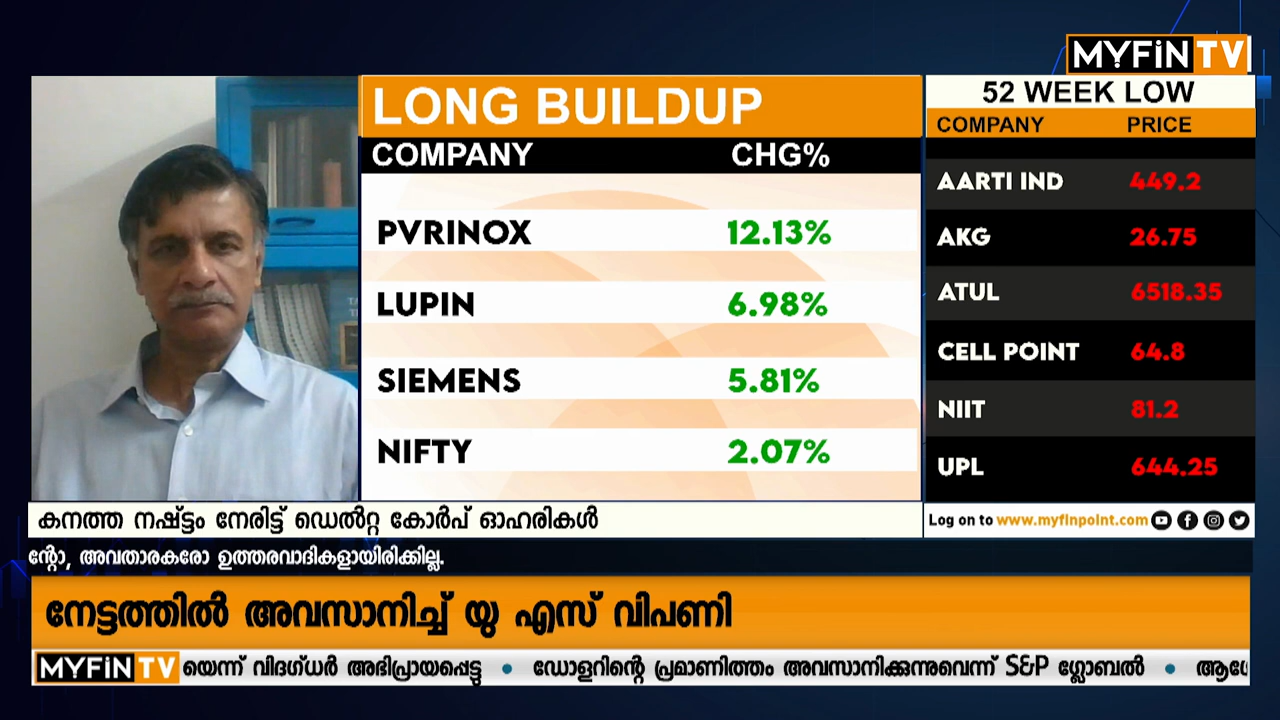 MYFiN TV
LONG BUILDUP
COMPANY CHG%
PVRINOX 12.13%
LUPIN 6.98%
SIEMENS 5.81%
NIFTY 2.07%
52 WEEK LOW
COMPANY PRICE
AARTI IND 449.2
AKG 26.75
ATUL 6518.35
CELL POINT 64.8
NIIT 81.2
UPL 644.25
കനത്ത നഷ്ട്ടം നേരിട്ട് ഡെൽറ്റ കോർപ് ഓഹരികൾ
Log on to www.myfinpoint.com
ന്റോ, അവതാരകരോ ഉത്തരവാദികളായിരിക്കില്ല.
നേട്ടത്തിൽ അവസാനിച്ച് യു എസ് വിപണി
MYFiN TV യെന്ന് വിദഗ്ധർ അഭിപ്രായപ്പെട്ടു • ഡോളറിന്റെ പ്രമാണിത്തം അവസാനിക്കുന്നുവെന്ന് S&P ഗ്ലോബൽ •